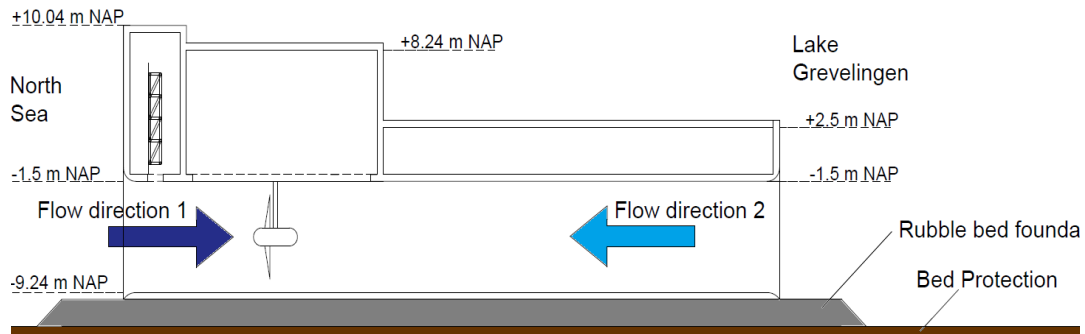 +10.04 m NAP
+8.24 m NAP
Lake
Grevelingen
North
Sea
+2.5 m NAP
-1.5 m NAP
-1.5 m NAP
Flow direction 1
Flow direction 2
Rubble bed founda
-9.24 m NAP
Bed Protection